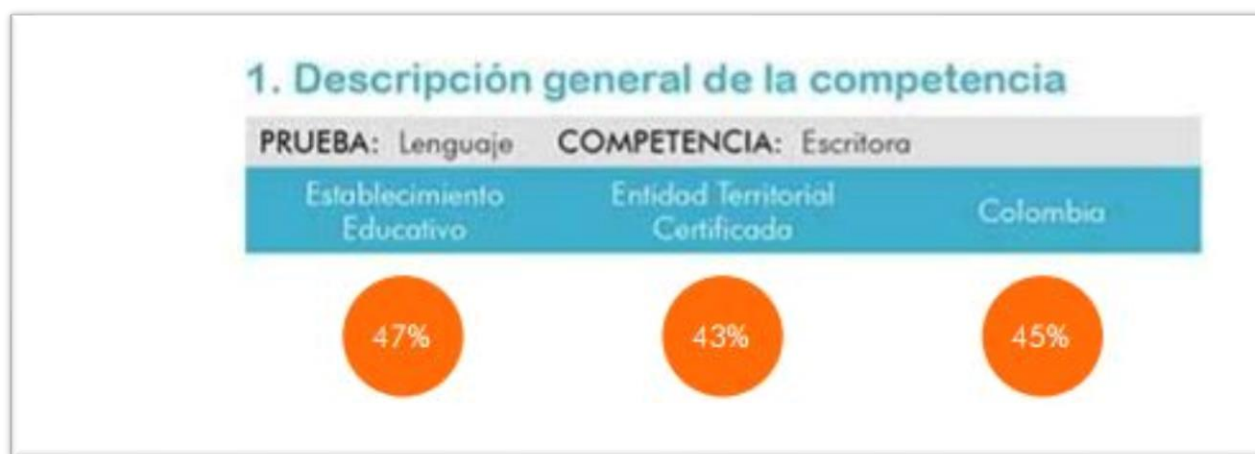 1. Descripción general de la competencia
PRUEBA: Lenguaje COMPETENCIA: Escritora
Establecimiento Educativo
Entidad Territorial Certificada
Colombia
47% 43% 45%